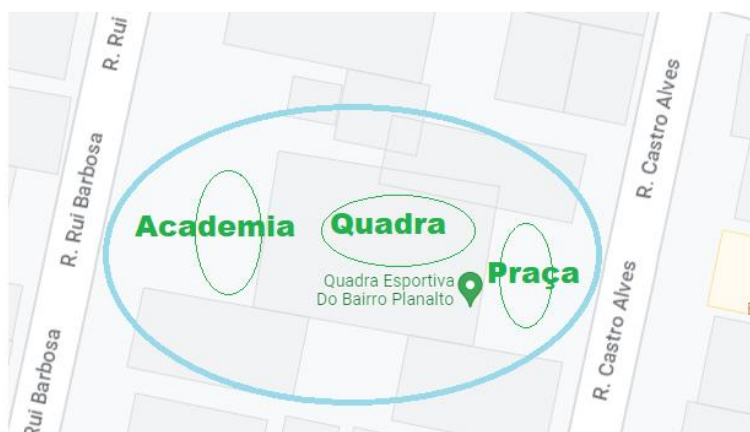 R. Rui
R. Castro Alves
R. Rui Barbosa
Academia
Quadra
Praça
Quadra Esportiva
Do Bairro Planalto
R. Castro Alves
Rui Barbosa